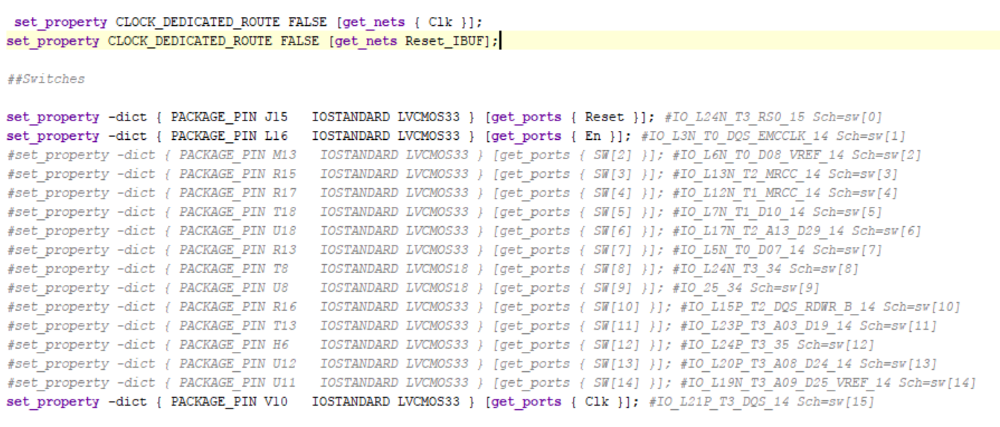 set_property CLOCK_DEDICATED_ROUTE FALSE [get_nets { Clk }];
set_property CLOCK_DEDICATED_ROUTE FALSE [get_nets Reset_IBUF];
##Switches
set_property -dict { PACKAGE_PIN J15   IOSTANDARD LVCMOS33 } [get_ports { Reset }]; #IO_L24N_T3_RS0_15 Sch=sw[0]
set_property -dict { PACKAGE_PIN L16   IOSTANDARD LVCMOS33 } [get_ports { En }]; #IO_L3N_T0_DQS_EMCCLK_14 Sch=sw[1]
#set_property -dict { PACKAGE_PIN M13   IOSTANDARD LVCMOS33 } [get_ports { SW[2] }]; #IO_L6N_T0_D08_VREF_14 Sch=sw[2]
#set_property -dict { PACKAGE_PIN R15   IOSTANDARD LVCMOS33 } [get_ports { SW[3] }]; #IO_L13N_T2_MRCC_14 Sch=sw[3]
#set_property -dict { PACKAGE_PIN R17   IOSTANDARD LVCMOS33 } [get_ports { SW[4] }]; #IO_L12N_T1_MRCC_14 Sch=sw[4]
#set_property -dict { PACKAGE_PIN T18   IOSTANDARD LVCMOS33 } [get_ports { SW[5] }]; #IO_L7N_T1_D10_14 Sch=sw[5]
#set_property -dict { PACKAGE_PIN U18   IOSTANDARD LVCMOS33 } [get_ports { SW[6] }]; #IO_L17N_T2_A13_D29_14 Sch=sw[6]
#set_property -dict { PACKAGE_PIN R13   IOSTANDARD LVCMOS33 } [get_ports { SW[7] }]; #IO_L5N_T0_D07_14 Sch=sw[7]
#set_property -dict { PACKAGE_PIN T8    IOSTANDARD LVCMOS18 } [get_ports { SW[8] }]; #IO_L24N_T3_34 Sch=sw[8]
#set_property -dict { PACKAGE_PIN U8    IOSTANDARD LVCMOS18 } [get_ports { SW[9] }]; #IO_25_34 Sch=sw[9]
#set_property -dict { PACKAGE_PIN R16   IOSTANDARD LVCMOS33 } [get_ports { SW[10] }]; #IO_L15P_T2_DQS_RDWR_B_14 Sch=sw[10]
#set_property -dict { PACKAGE_PIN T13   IOSTANDARD LVCMOS33 } [get_ports { SW[11] }]; #IO_L23P_T3_A03_D19_14 Sch=sw[11]
#set_property -dict { PACKAGE_PIN H6    IOSTANDARD LVCMOS33 } [get_ports { SW[12] }]; #IO_L24P_T3_35 Sch=sw[12]
#set_property -dict { PACKAGE_PIN U12   IOSTANDARD LVCMOS33 } [get_ports { SW[13] }]; #IO_L20P_T3_A08_D24_14 Sch=sw[13]
#set_property -dict { PACKAGE_PIN U11   IOSTANDARD LVCMOS33 } [get_ports { SW[14] }]; #IO_L19N_T3_A09_D25_VREF_14 Sch=sw[14]
set_property -dict { PACKAGE_PIN V10   IOSTANDARD LVCMOS33 } [get_ports { Clk }]; #IO_L21P_T3_DQS_14 Sch=sw[15]